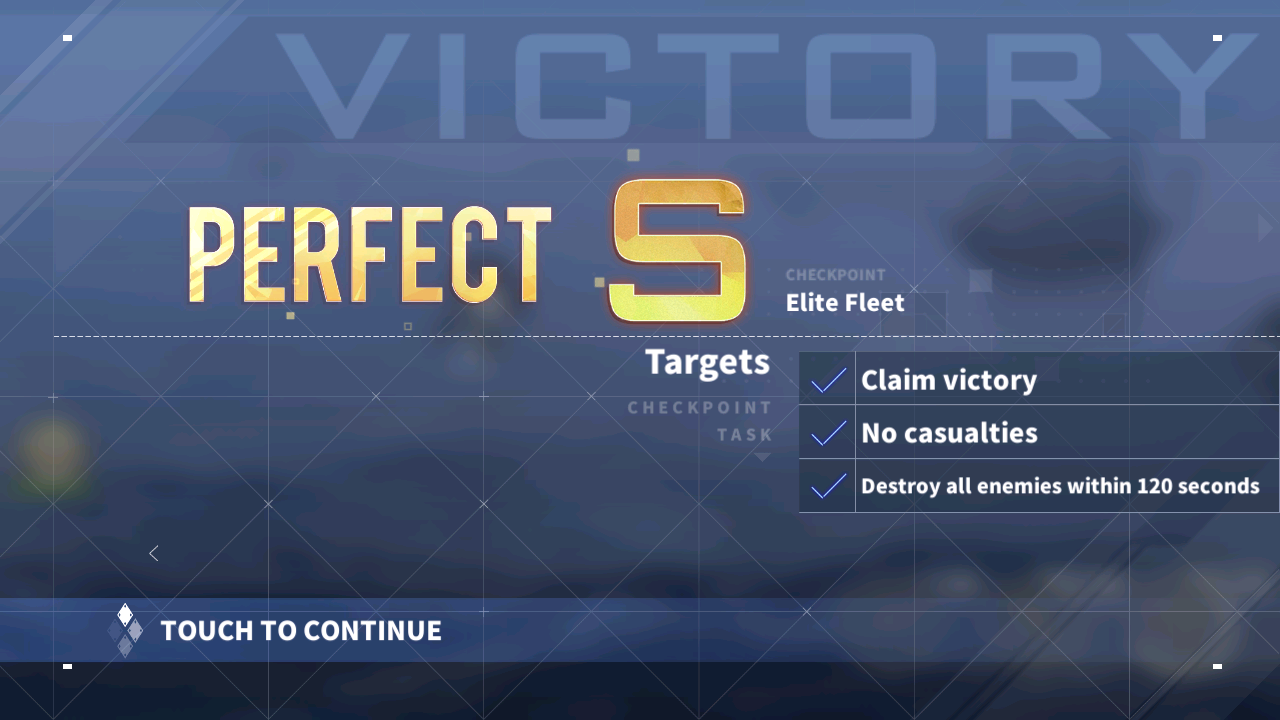 VICTORY
PERFECT S
CHECKPOINT
Elite Fleet
Targets
CHECKPOINT
TASK
Claim victory
No casualties
Destroy all enemies within 120 seconds
TOUCH TO CONTINUE